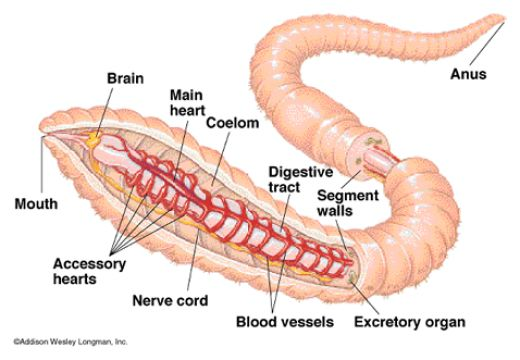 Brain
Main
heart
Coelom
Anus
Digestive
tract
Segment
walls
Mouth
Accessory
hearts
Nerve cord
Blood vessels
Excretory organ
©Addison Wesley Longman, Inc.